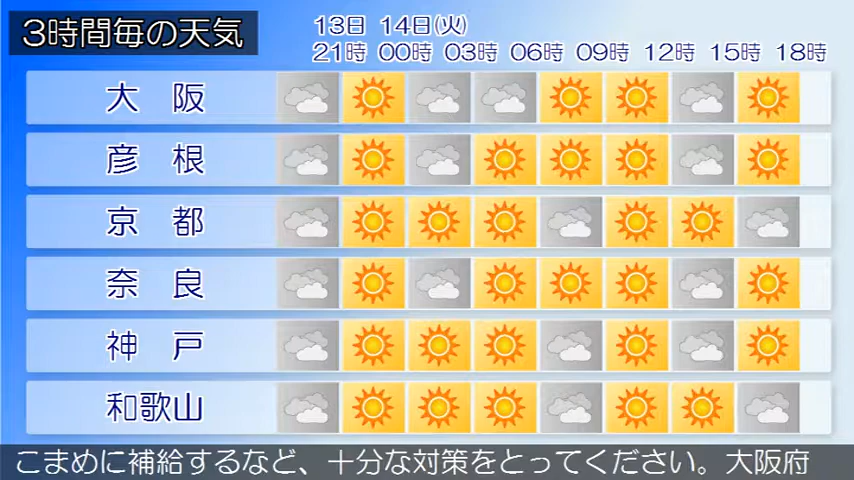 3時間毎の天気
13日 14日(火)
21時 00時 03時 06時 09時 12時 15時 18時
大阪
彦根
京都
奈良
神戸
和歌山
こまめに補給するなど、十分な対策をとってください。大阪府